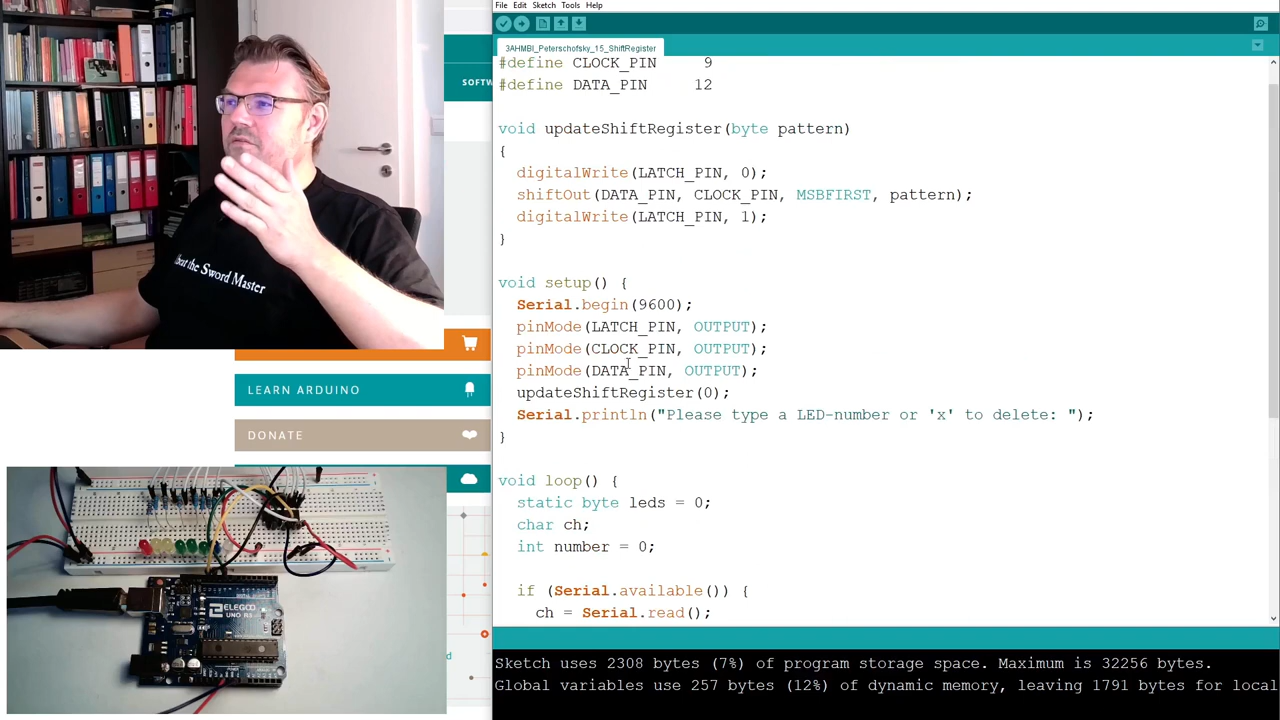 File Edit Sketch Tools Help
3AHMBI_Peterschofsky_15_ShiftRegister
#define CLOCK_PIN 9
#define DATA_PIN 12
void updateShiftRegister(byte pattern)
{
digitalWrite(LATCH_PIN, 0);
shiftOut(DATA_PIN, CLOCK_PIN, MSBFIRST, pattern);
digitalWrite(LATCH_PIN, 1);
}
void setup() {
Serial.begin(9600);
pinMode(LATCH_PIN, OUTPUT);
pinMode(CLOCK_PIN, OUTPUT);
pinMode(DATA_PIN, OUTPUT);
updateShiftRegister(0);
Serial.println("Please type a LED-number or 'x' to delete: ");
}
void loop() {
static byte leds = 0;
char ch;
int number = 0;
if (Serial.available()) {
ch = Serial.read();
Sketch uses 2308 bytes (7%) of program storage space. Maximum is 32256 bytes.
Global variables use 257 bytes (12%) of dynamic memory, leaving 1791 bytes for local
SOFTW
LEARN ARDUINO
DONATE
d
the Sword Master
ELEGOO
UNO R3